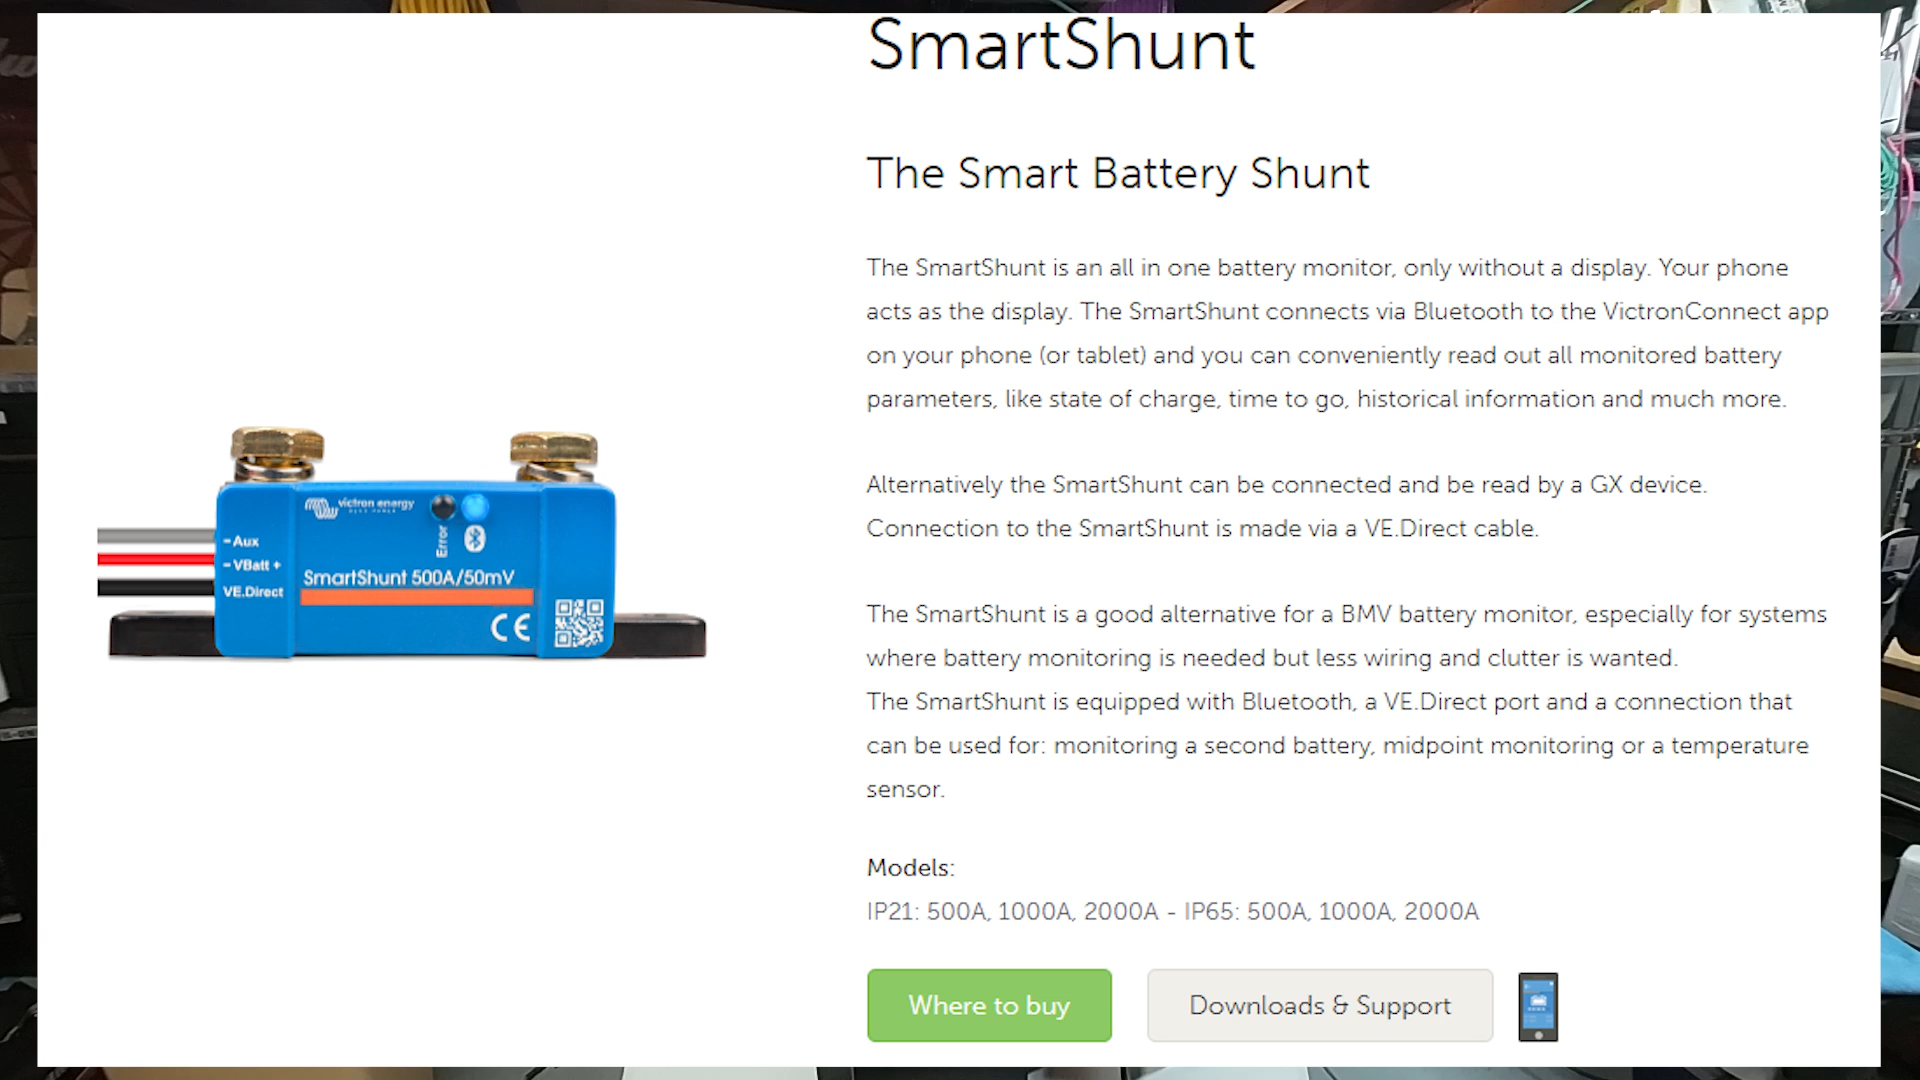 SmartShunt
The Smart Battery Shunt
The SmartShunt is an all in one battery monitor, only without a display. Your phone
acts as the display. The SmartShunt connects via Bluetooth to the VictronConnect app
on your phone (or tablet) and you can conveniently read out all monitored battery
parameters, like state of charge, time to go, historical information and much more.
Alternatively the SmartShunt can be connected and be read by a GX device.
Connection to the SmartShunt is made via a VE.Direct cable.
The SmartShunt is a good alternative for a BMV battery monitor, especially for systems
where battery monitoring is needed but less wiring and clutter is wanted.
The SmartShunt is equipped with Bluetooth, a VE.Direct port and a connection that
can be used for: monitoring a second battery, midpoint monitoring or a temperature
sensor.
Models:
IP21: 500A, 1000A, 2000A - IP65: 500A, 1000A, 2000A
Where to buy
Downloads & Support
victron energy
Error
-Aux
-VBatt +
VE.Direct
SmartShunt 500A/50mV
CE